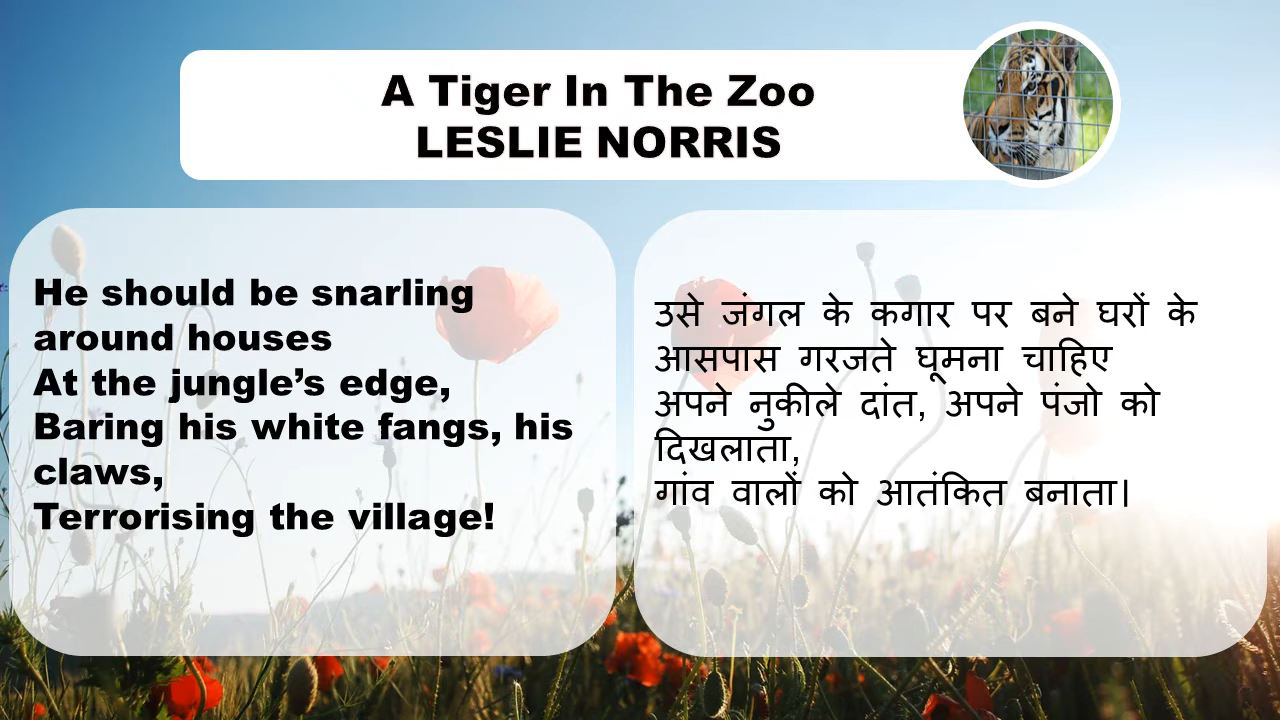 A Tiger In The Zoo
LESLIE NORRIS
He should be snarling
around houses
At the jungle’s edge,
Baring his white fangs, his
claws,
Terrorising the village!
उसे जंगल के कगार पर बने घरों के
आसपास गरजते घूमना चाहिए
अपने नुकीले दांत, अपने पंजो को
दिखलाता,
गांव वालों को आतंकित बनाता।